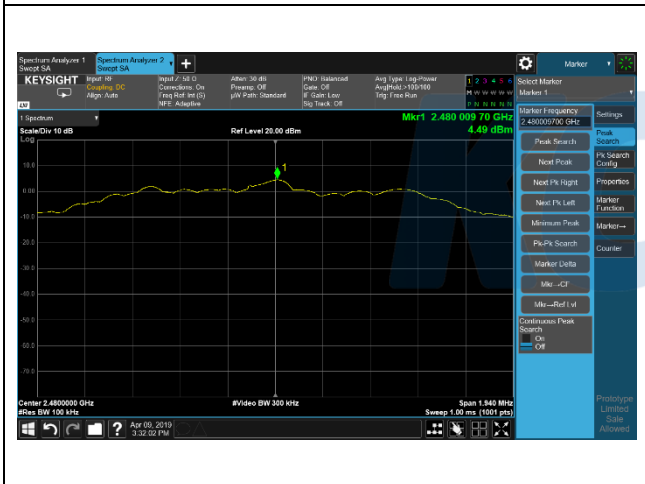 Spectrum Analyzer 1
Swept SA
Spectrum Analyzer 2
Swept SA
+
Marker
KEYSIGHT
Input: RF
Coupling: DC
Align: Auto
Input Z: 50 Ω
Corrections: On
Freq Ref: Int (S)
NFE: Adaptive
Atten: 30 dB
Preamp: Off
µW Path: Standard
PNO: Balanced
Gate: Off
IF Gain: Low
Sig Track: Off
Avg Type: Log-Power
Avg|Hold: >100/100
Trig: Free Run
1 2 3 4 5 6
M W W W W W
P N N N N N
Select Marker
Marker 1
1 Spectrum
Scale/Div 10 dB
Log
Ref Level 20.00 dBm
Mkr1 2.480 009 70 GHz
4.49 dBm
Marker Frequency
2.480009700 GHz
Settings
Peak Search
Peak
Search
Next Peak
Pk Search
Config
Next Pk Right
Properties
Next Pk Left
Marker
Function
Minimum Peak
Marker→
Pk-Pk Search
Counter
Marker Delta
Mkr→CF
Mkr→Ref Lvl
Continuous Peak
Search
On
Off
1
10.0
0.00
-10.0
-20.0
-30.0
-40.0
-50.0
-60.0
-70.0
Center 2.4800000 GHz
#Res BW 100 kHz
#Video BW 300 kHz
Span 1.940 MHz
Sweep 1.00 ms (1001 pts)
?
Apr 09, 2019
3:32:02 PM
Prototype
Limited
Sale
Allowed